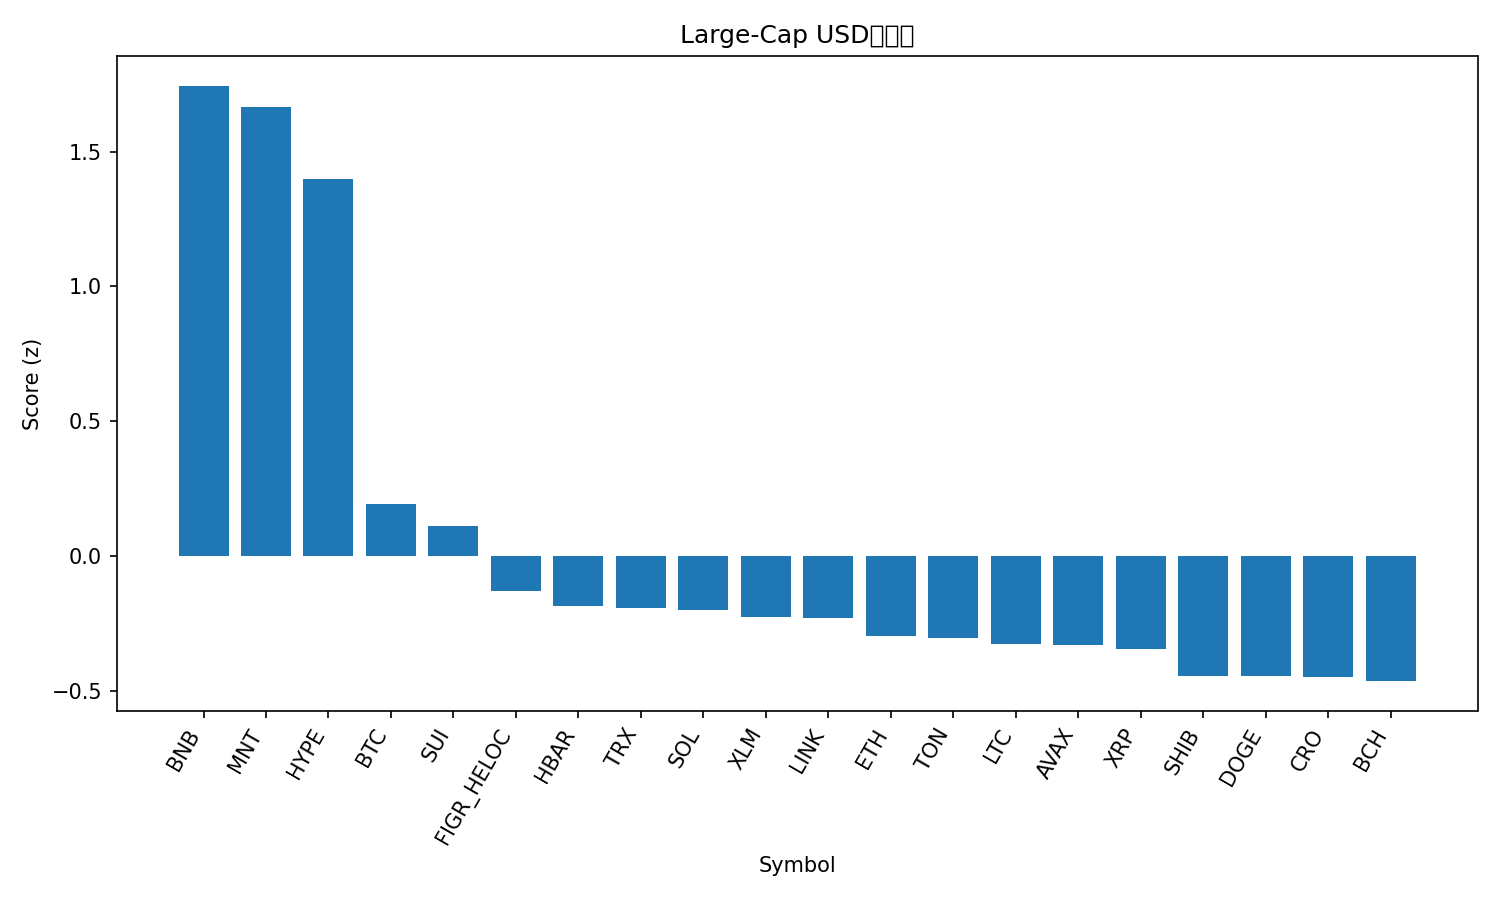 Large-Cap USD
Score (z)
1.5
1.0
0.5
0.0
−0.5
BNB
MNT
HYPE
BTC
SUI
FIGR_HELOC
HBAR
TRX
SOL
XLM
LINK
ETH
TON
LTC
AVAX
XRP
SHIB
DOGE
CRO
BCH
Symbol